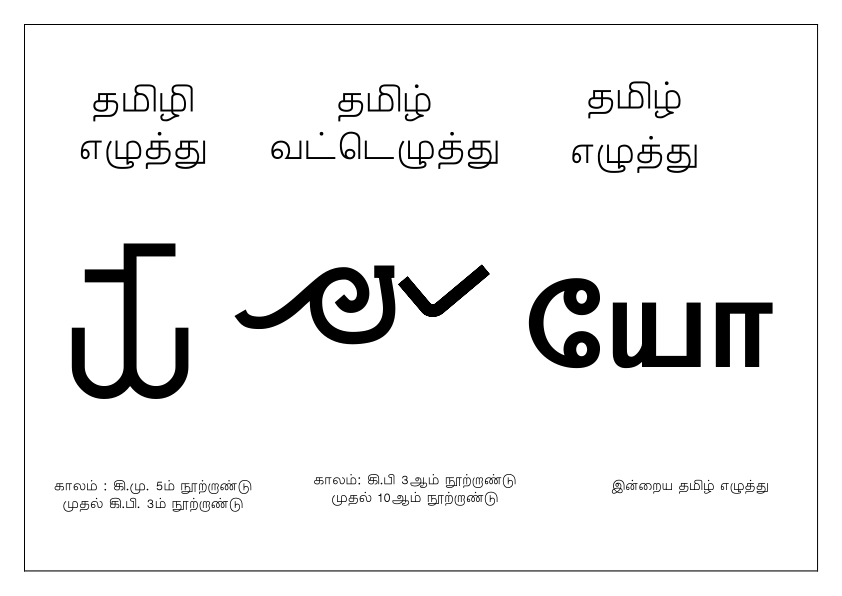 தமிழி
எழுத்து
தமிழ்
வட்டெழுத்து
தமிழ்
எழுத்து
யோ
காலம் : கி.மு. 5ம் நூற்றாண்டு
முதல் கி.பி. 3ம் நூற்றாண்டு
காலம்: கி.பி 3ஆம் நூற்றாண்டு
முதல் 10ஆம் நூற்றாண்டு
இன்றைய தமிழ் எழுத்து